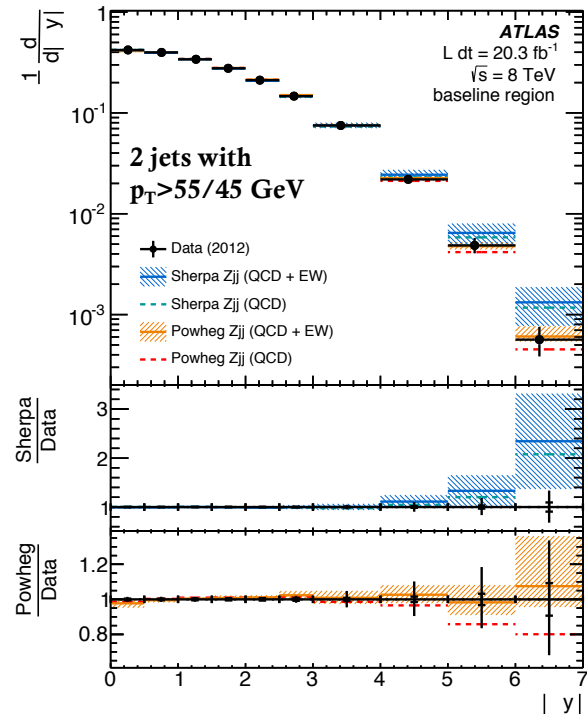 1 d
d| y|
1
10⁻¹
10⁻²
10⁻³
ATLAS
L dt = 20.3 fb⁻¹
√s = 8 TeV
baseline region
2 jets with
p_T>55/45 GeV
Data (2012)
Sherpa Zjj (QCD + EW)
Sherpa Zjj (QCD)
Powheg Zjj (QCD + EW)
Powheg Zjj (QCD)
Sherpa
Data
3
2
1
Powheg
Data
1.2
1
0.8
0 1 2 3 4 5 6 7
| y|